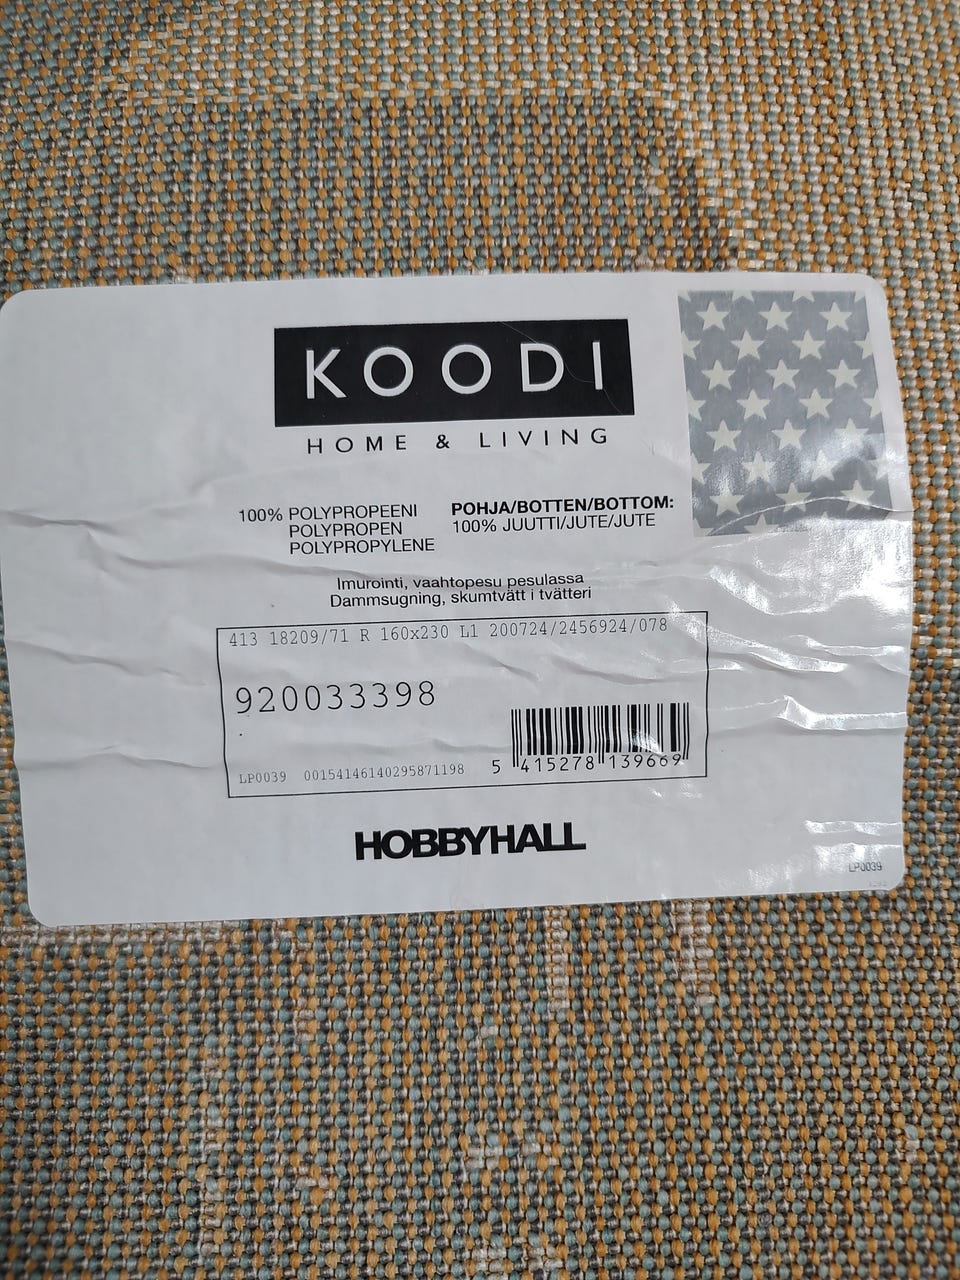 KOODI
HOME & LIVING
100% POLYPROPEENI
POLYPROPEN
POLYPROPYLENE
POHJA/BOTTEN/BOTTOM:
100% JUUTTI/JUTE/JUTE
Imurointi, vaahtopesu pesulassa
Dammsugning, skumtvätt i tvätteri
413 18209/71 R 160x230 L1 200724/2456924/078
920033398
LP0039 00154146140295871198
5 415278 139669
HOBBYHALL
LP0039